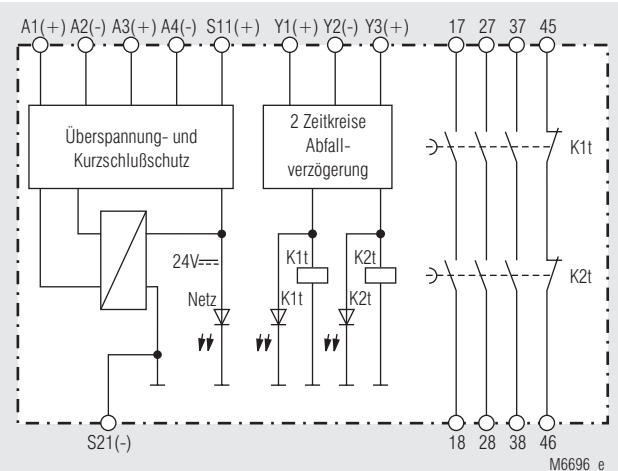 A1(+) A2(-) A3(+) A4(-) S11(+) Y1(+) Y2(-) Y3(+) 17 27 37 45
Überspannung- und
Kurzschlußschutz
2 Zeitkreise
Abfall-
verzögerung
K1t
24V
K1t
K2t
Netz
K1t
K2t
K2t
S21(-)
18 28 38 46
M6696_e